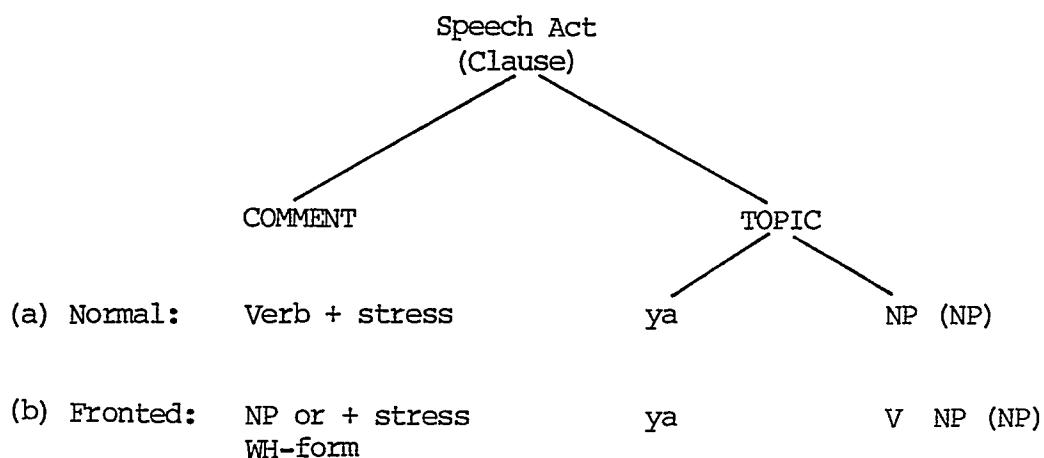 Speech Act
(Clause)
COMMENT TOPIC
(a) Normal: Verb + stress ya NP (NP)
(b) Fronted: NP or + stress ya V NP (NP)
WH-form